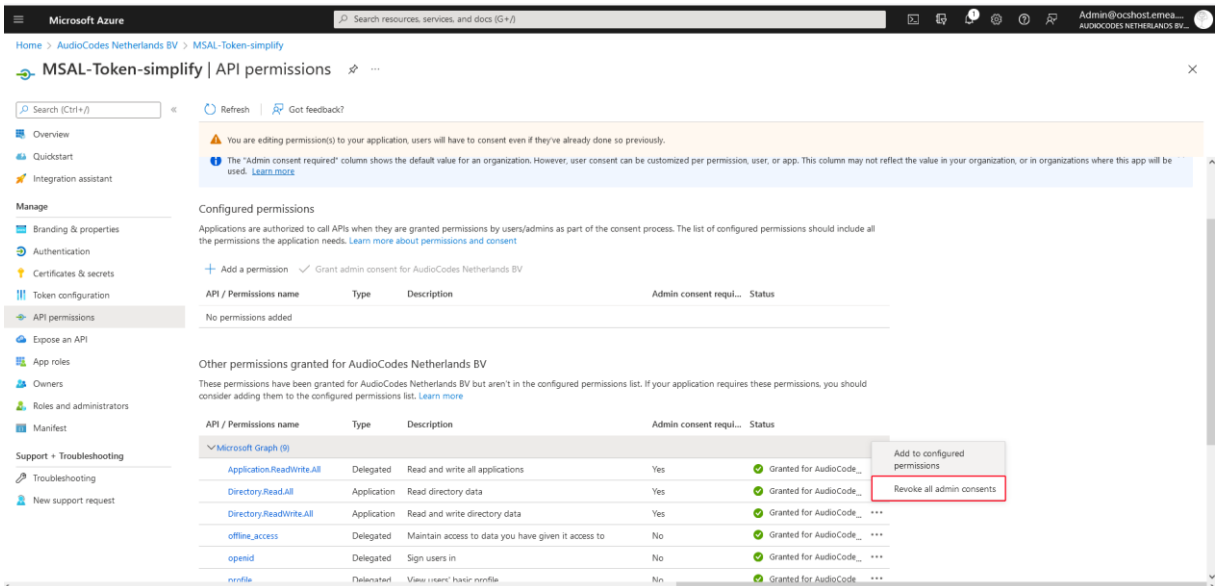 Microsoft Azure
Search resources, services, and docs (G+/)
Admin@ocshost.emea....
AUDIOCODES NETHERLANDS BV...
Home > AudioCodes Netherlands BV > MSAL-Token-simplify
MSAL-Token-simplify | API permissions
Search (Ctrl+/)
Refresh
Got feedback?
Overview
Quickstart
Integration assistant
Manage
Branding & properties
Authentication
Certificates & secrets
Token configuration
API permissions
Expose an API
App roles
Owners
Roles and administrators
Manifest
Support + Troubleshooting
Troubleshooting
New support request
You are editing permission(s) to your application, users will have to consent even if they've already done so previously.
The "Admin consent required" column shows the default value for an organization. However, user consent can be customized per permission, user, or app. This column may not reflect the value in your organization, or in organizations where this app will be
used. Learn more
Configured permissions
Applications are authorized to call APIs when they are granted permissions by users/admins as part of the consent process. The list of configured permissions should include all
the permissions the application needs. Learn more about permissions and consent
Add a permission Grant admin consent for AudioCodes Netherlands BV
API / Permissions name Type Description Admin consent requi... Status
No permissions added
Other permissions granted for AudioCodes Netherlands BV
These permissions have been granted for AudioCodes Netherlands BV but aren't in the configured permissions list. If your application requires these permissions, you should
consider adding them to the configured permissions list. Learn more
API / Permissions name Type Description Admin consent requi... Status
Microsoft Graph (9)
Application.ReadWrite.All Delegated Read and write all applications Yes Granted for AudioCode...
Directory.Read.All Application Read directory data Yes Granted for AudioCode...
Directory.ReadWrite.All Application Read and write directory data Yes Granted for AudioCode...
offline_access Delegated Maintain access to data you have given it access to No Granted for AudioCode...
openid Delegated Sign users in No Granted for AudioCode...
profile Delegated View users' basic profile No Granted for AudioCode...
Add to configured
permissions
Revoke all admin consents